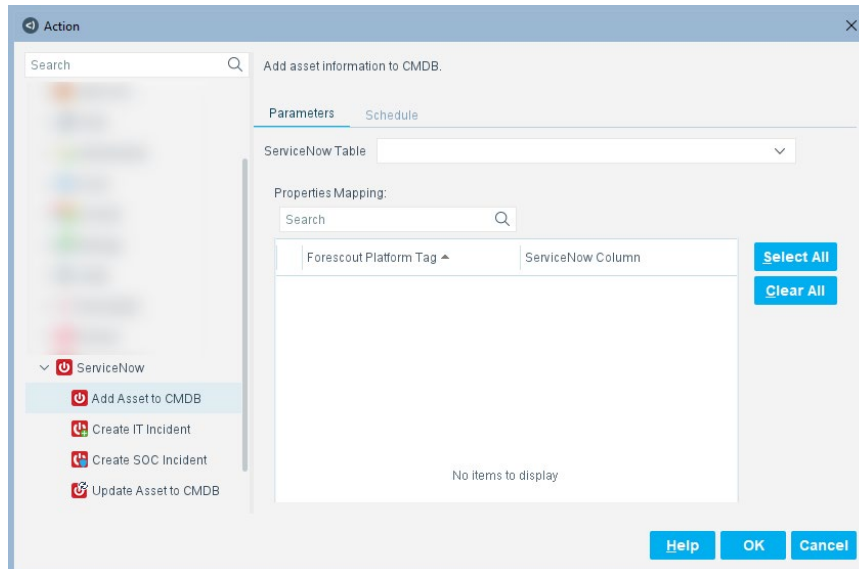 Action
Search
Add asset information to CMDB.
Parameters
Schedule
ServiceNow Table
Properties Mapping:
Search
Forescout Platform Tag
ServiceNow Column
Select All
Clear All
No items to display
ServiceNow
Add Asset to CMDB
Create IT Incident
Create SOC Incident
Update Asset to CMDB
Help
OK
Cancel